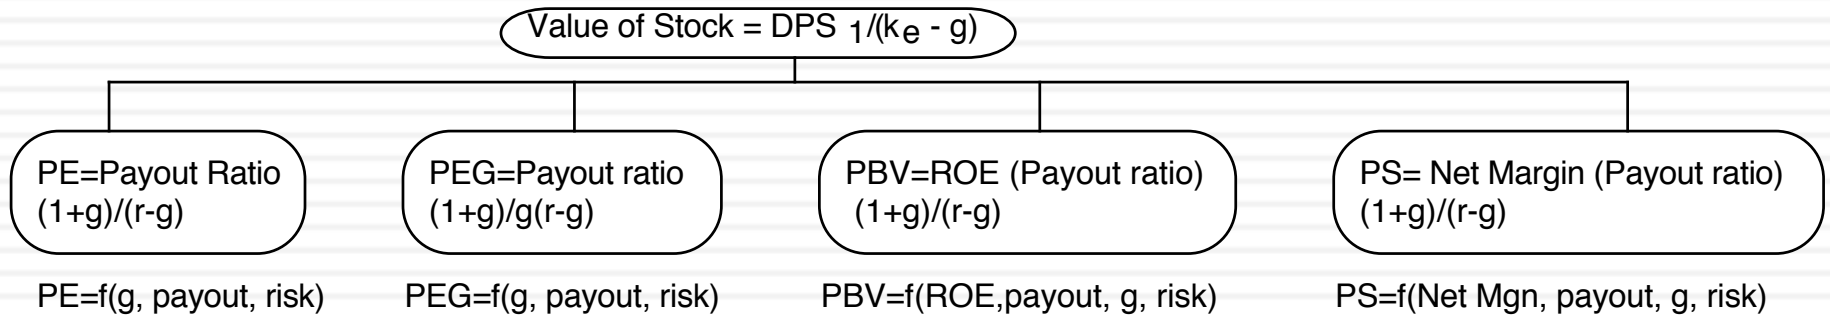 Value of Stock = DPS 1/(ke - g)
PE=Payout Ratio
(1+g)/(r-g)
PEG=Payout ratio
(1+g)/g(r-g)
PBV=ROE (Payout ratio)
(1+g)/(r-g)
PS= Net Margin (Payout ratio)
(1+g)/(r-g)
PE=f(g, payout, risk)
PEG=f(g, payout, risk)
PBV=f(ROE,payout, g, risk)
PS=f(Net Mgn, payout, g, risk)